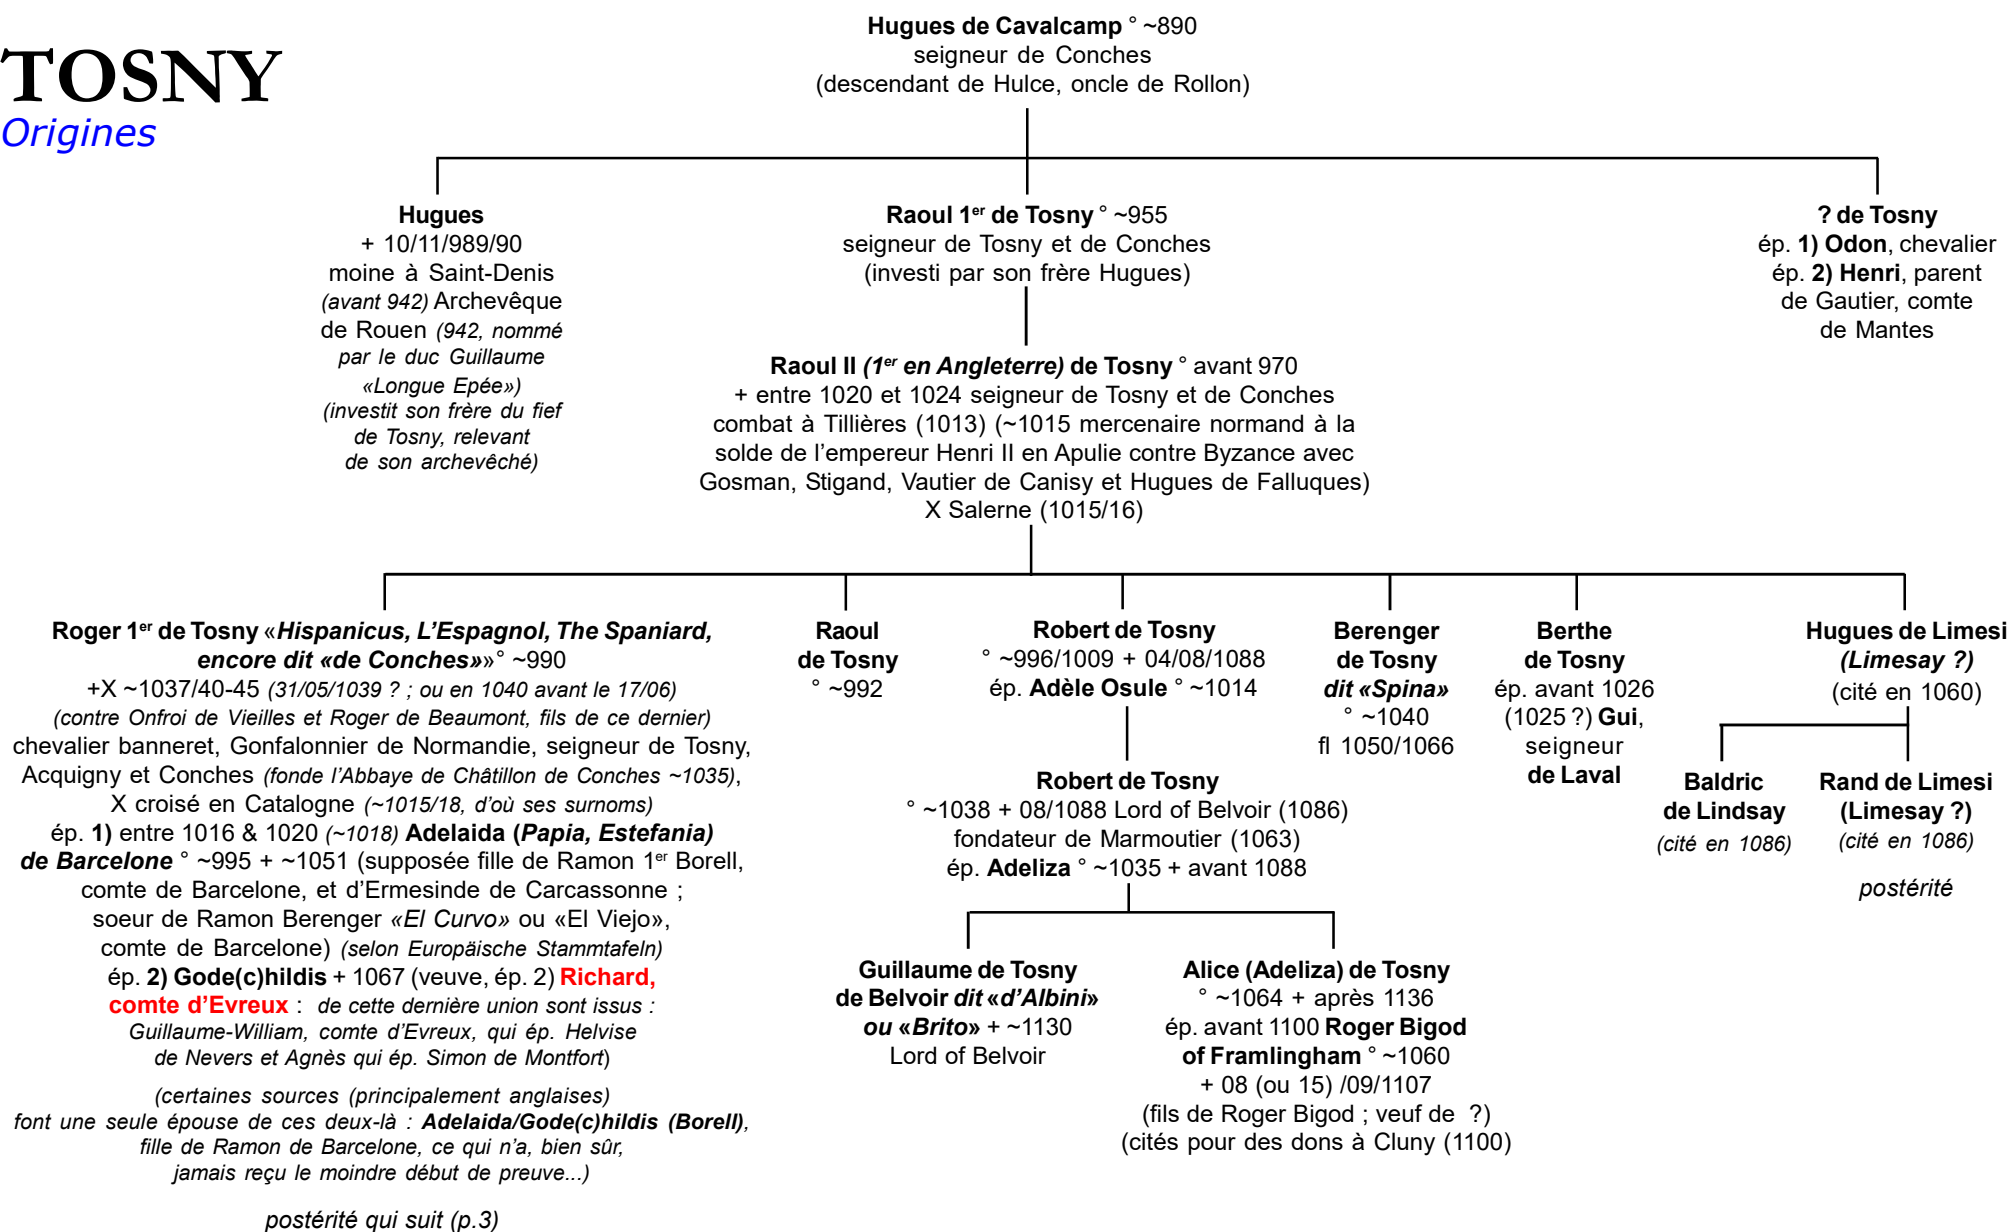 TOSNY
Origines
Hugues de Cavalcamp ° ~890
seigneur de Conches
(descendant de Hulce, oncle de Rollon)
Hugues
+ 10/11/989/90
moine à Saint-Denis
(avant 942) Archevêque
de Rouen (942, nommé
par le duc Guillaume
«Longue Epée»)
(investit son frère du fief
de Tosny, relevant
de son archevêché)
Raoul 1er de Tosny ° ~955
seigneur de Tosny et de Conches
(investi par son frère Hugues)
? de Tosny
ép. 1) Odon, chevalier
ép. 2) Henri, parent
de Gautier, comte
de Mantes
Raoul II (1er en Angleterre) de Tosny ° avant 970
+ entre 1020 et 1024 seigneur de Tosny et de Conches
combat à Tillières (1013) (~1015 mercenaire normand à la
solde de l'empereur Henri II en Apulie contre Byzance avec
Gosman, Stigand, Vautier de Canisy et Hugues de Falluques)
X Salerne (1015/16)
Roger 1er de Tosny «Hispanicus, L'Espagnol, The Spaniard,
encore dit «de Conches»»° ~990
+X ~1037/40-45 (31/05/1039 ? ; ou en 1040 avant le 17/06)
(contre Onfroi de Vieilles et Roger de Beaumont, fils de ce dernier)
chevalier banneret, Gonfalonnier de Normandie, seigneur de Tosny,
Acquigny et Conches (fonde l'Abbaye de Châtillon de Conches ~1035),
X croisé en Catalogne (~1015/18, d'où ses surnoms)
ép. 1) entre 1016 & 1020 (~1018) Adelaida (Papia, Estefania)
de Barcelone ° ~995 + ~1051 (supposée fille de Ramon 1er Borell,
comte de Barcelone, et d'Ermesinde de Carcassonne ;
soeur de Ramon Berenger «El Curvo» ou «El Viejo»,
comte de Barcelone) (selon Europäische Stammtafeln)
ép. 2) Gode(c)hildis + 1067 (veuve, ép. 2) Richard,
comte d'Evreux : de cette dernière union sont issus :
Guillaume-William, comte d'Evreux, qui ép. Helvise
de Nevers et Agnès qui ép. Simon de Montfort)
(certaines sources (principalement anglaises)
font une seule épouse de ces deux-là : Adelaida/Gode(c)hildis (Borell),
fille de Ramon de Barcelone, ce qui n'a, bien sûr,
jamais reçu le moindre début de preuve...)
postérité qui suit (p.3)
Raoul
de Tosny
° ~992
Robert de Tosny
° ~996/1009 + 04/08/1088
ép. Adèle Osule ° ~1014
Robert de Tosny
° ~1038 + 08/1088 Lord of Belvoir (1086)
fondateur de Marmoutier (1063)
ép. Adeliza ° ~1035 + avant 1088
Guillaume de Tosny
de Belvoir dit «d'Albini»
ou «Brito» + ~1130
Lord of Belvoir
Alice (Adeliza) de Tosny
° ~1064 + après 1136
ép. avant 1100 Roger Bigod
of Framlingham ° ~1060
+ 08 (ou 15) /09/1107
(fils de Roger Bigod ; veuf de ?)
(cités pour des dons à Cluny (1100)
Berenger
de Tosny
dit «Spina»
° ~1040
fl 1050/1066
Berthe
de Tosny
ép. avant 1026
(1025 ?) Gui,
seigneur
de Laval
Hugues de Limesi
(Limesay ?)
(cité en 1060)
Baldric
de Lindsay
(cité en 1086)
Rand de Limesi
(Limesay ?)
(cité en 1086)
postérité